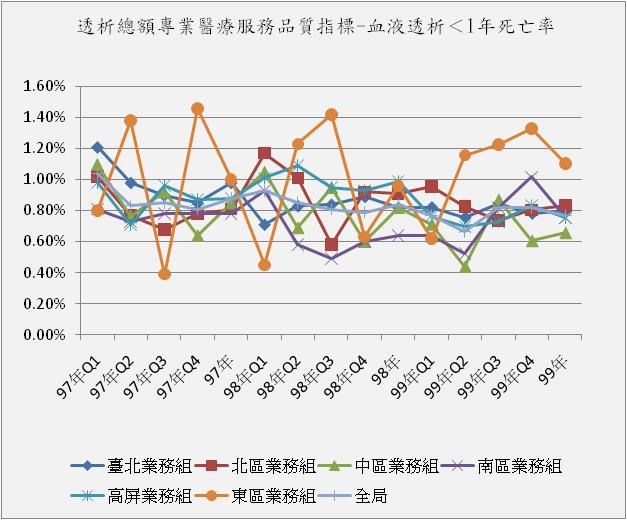 透析總額專業醫療服務品質指標-血液透析<1年死亡率
1.60%
1.40%
1.20%
1.00%
0.80%
0.60%
0.40%
0.20%
0.00%
97年Q1
97年Q2
97年Q3
97年Q4
97年
98年Q1
98年Q2
98年Q3
98年Q4
98年
99年Q1
99年Q2
99年Q3
99年Q4
99年
臺北業務組 北區業務組 中區業務組 南區業務組
高屏業務組 東區業務組 全局